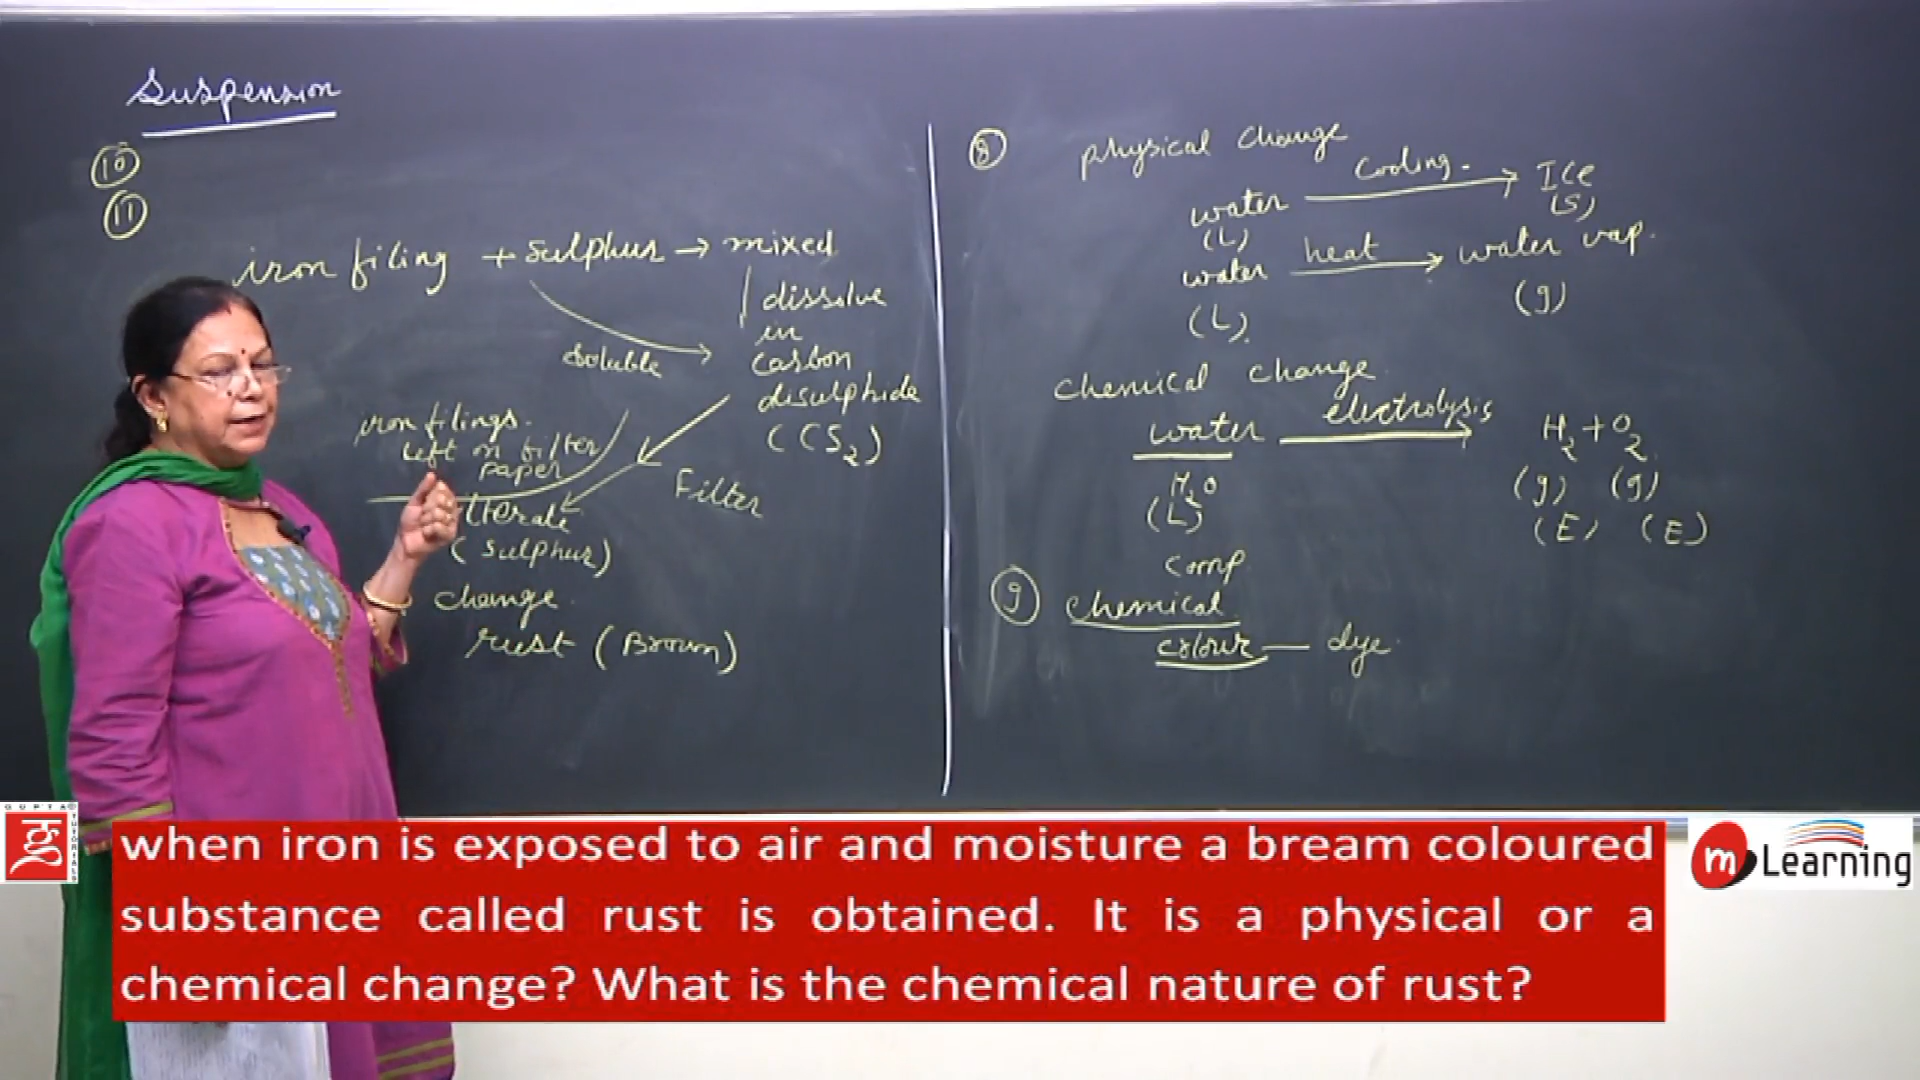 Suspension
10
11
iron filing + sulphur → mixed
dissolve
in
soluble
carbon
disulphide
(CS2)
iron filings.
left on filter
paper
Filter
(sulphur)
change
rust (Brown)
8 physical change
water cooling. → Ice
(L) (S)
water heat → water vap.
(L) (g)
chemical change
water electrolysis → H2 + O2
H2O (g) (g)
(L) (E) (E)
comp
9 chemical
colour — dye
GUPTA
TUTORIALS
when iron is exposed to air and moisture a bream coloured
substance called rust is obtained. It is a physical or a
chemical change? What is the chemical nature of rust?
m Learning